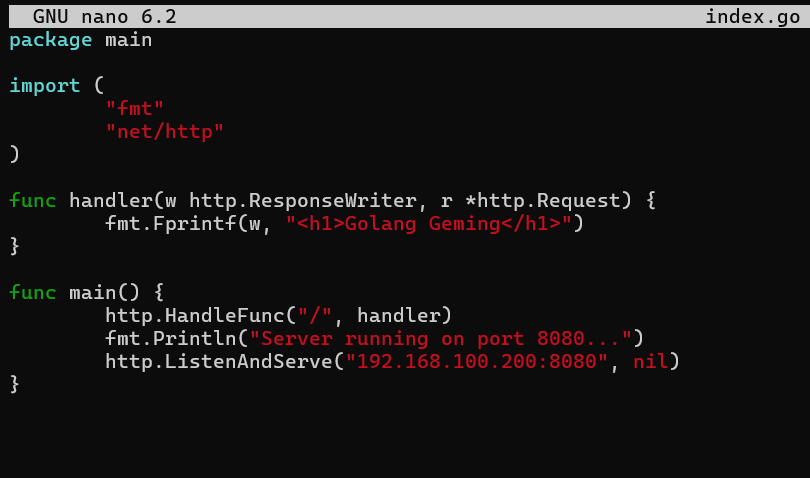 GNU nano 6.2 index.go
package main
import (
"fmt"
"net/http"
)
func handler(w http.ResponseWriter, r *http.Request) {
fmt.Fprintf(w, "<h1>Golang Geming</h1>")
}
func main() {
http.HandleFunc("/", handler)
fmt.Println("Server running on port 8080...")
http.ListenAndServe("192.168.100.200:8080", nil)
}